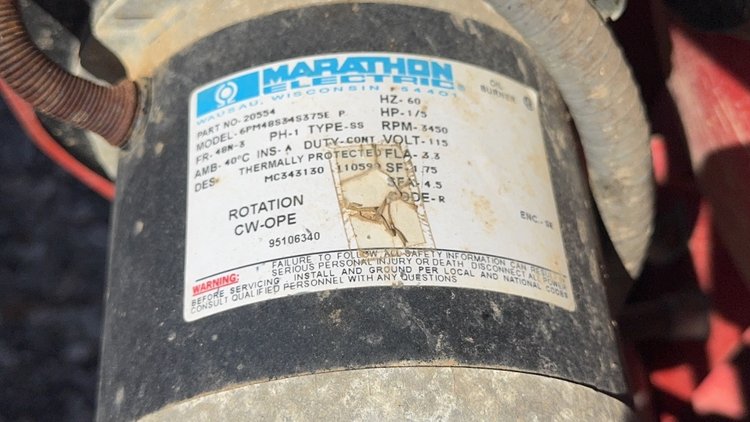 MARATHON
ELECTRIC ®
WAUSAU, WISCONSIN 54401
OIL
BURNER
PART NO- 20554 HZ- 60
MODEL- 6PM48S34S375E P HP- 1/5
FR- 48N-3 PH-1 TYPE-SS RPM- 3450
AMB- 40°C INS- A DUTY-CONT VOLT- 115
DES- THERMALLY PROTECTED FLA- 3.3
MC343130 SF- 1.75
SFA- 4.5
CODE-R
ROTATION
CW-OPE
95106340
ENC.- SE
WARNING: FAILURE TO FOLLOW ALL SAFETY INFORMATION CAN RESULT
SERIOUS PERSONAL INJURY OR DEATH DISCONNECT ALL POWER
BEFORE SERVICING INSTALL AND GROUND PER LOCAL AND NATIONAL CODES
CONSULT QUALIFIED PERSONNEL WITH ANY QUESTIONS